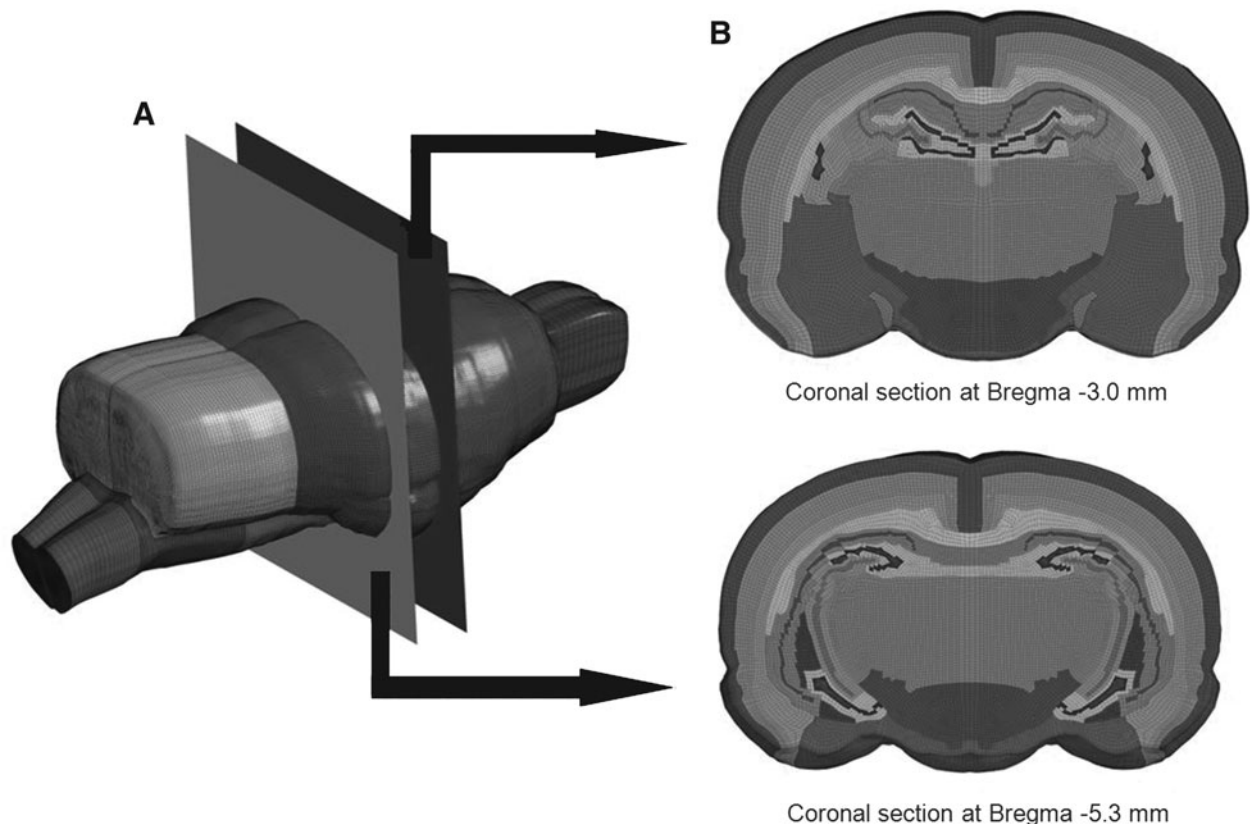 A
B
Coronal section at Bregma -3.0 mm
Coronal section at Bregma -5.3 mm